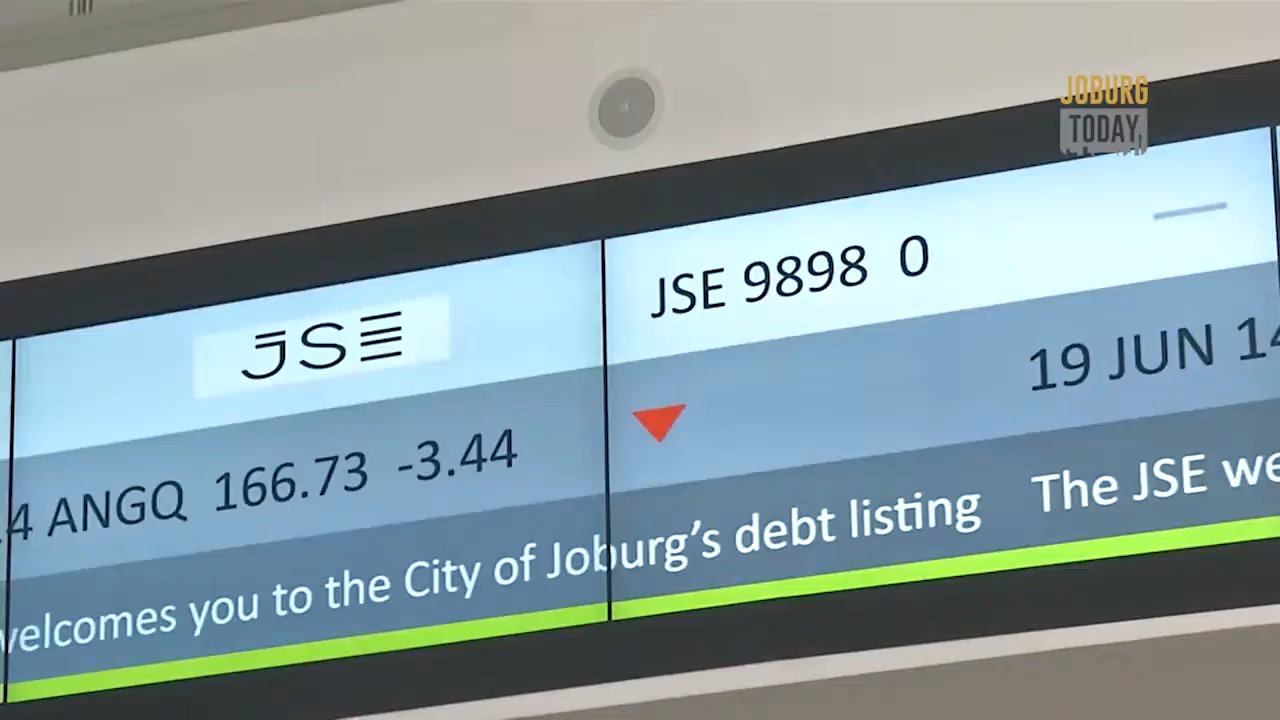 JOBURG
TODAY
JSE
JSE 9898 0
4 ANGQ 166.73 -3.44
19 JUN 14
welcomes you to the City of Joburg's debt listing The JSE we